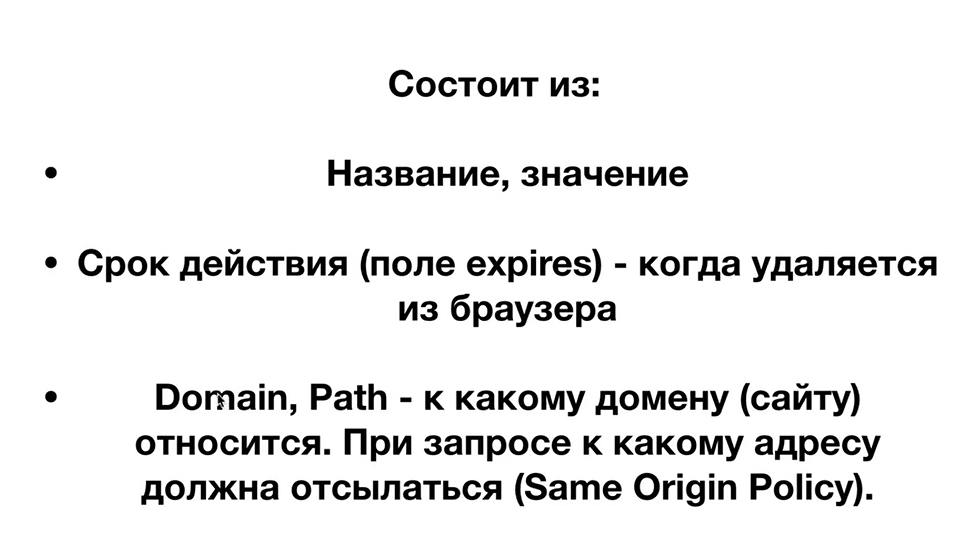 Состоит из:
• Название, значение
• Срок действия (поле expires) - когда удаляется
из браузера
• Domain, Path - к какому домену (сайту)
относится. При запросе к какому адресу
должна отсылаться (Same Origin Policy).